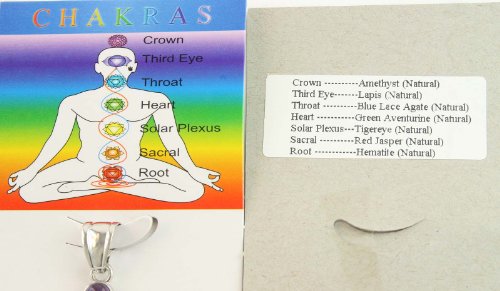 CHAKRAS
Crown
Third Eye
Throat
Heart
Solar Plexus
Sacral
Root
Crown ----------Amethyst (Natural)
Third Eye------Lapis (Natural)
Throat ----------Blue Lace Agate (Natural)
Heart -----------Green Aventurine (Natural)
Solar Plexus---Tigereye (Natural)
Sacral -----------Red Jasper (Natural)
Root ------------Hematite (Natural)